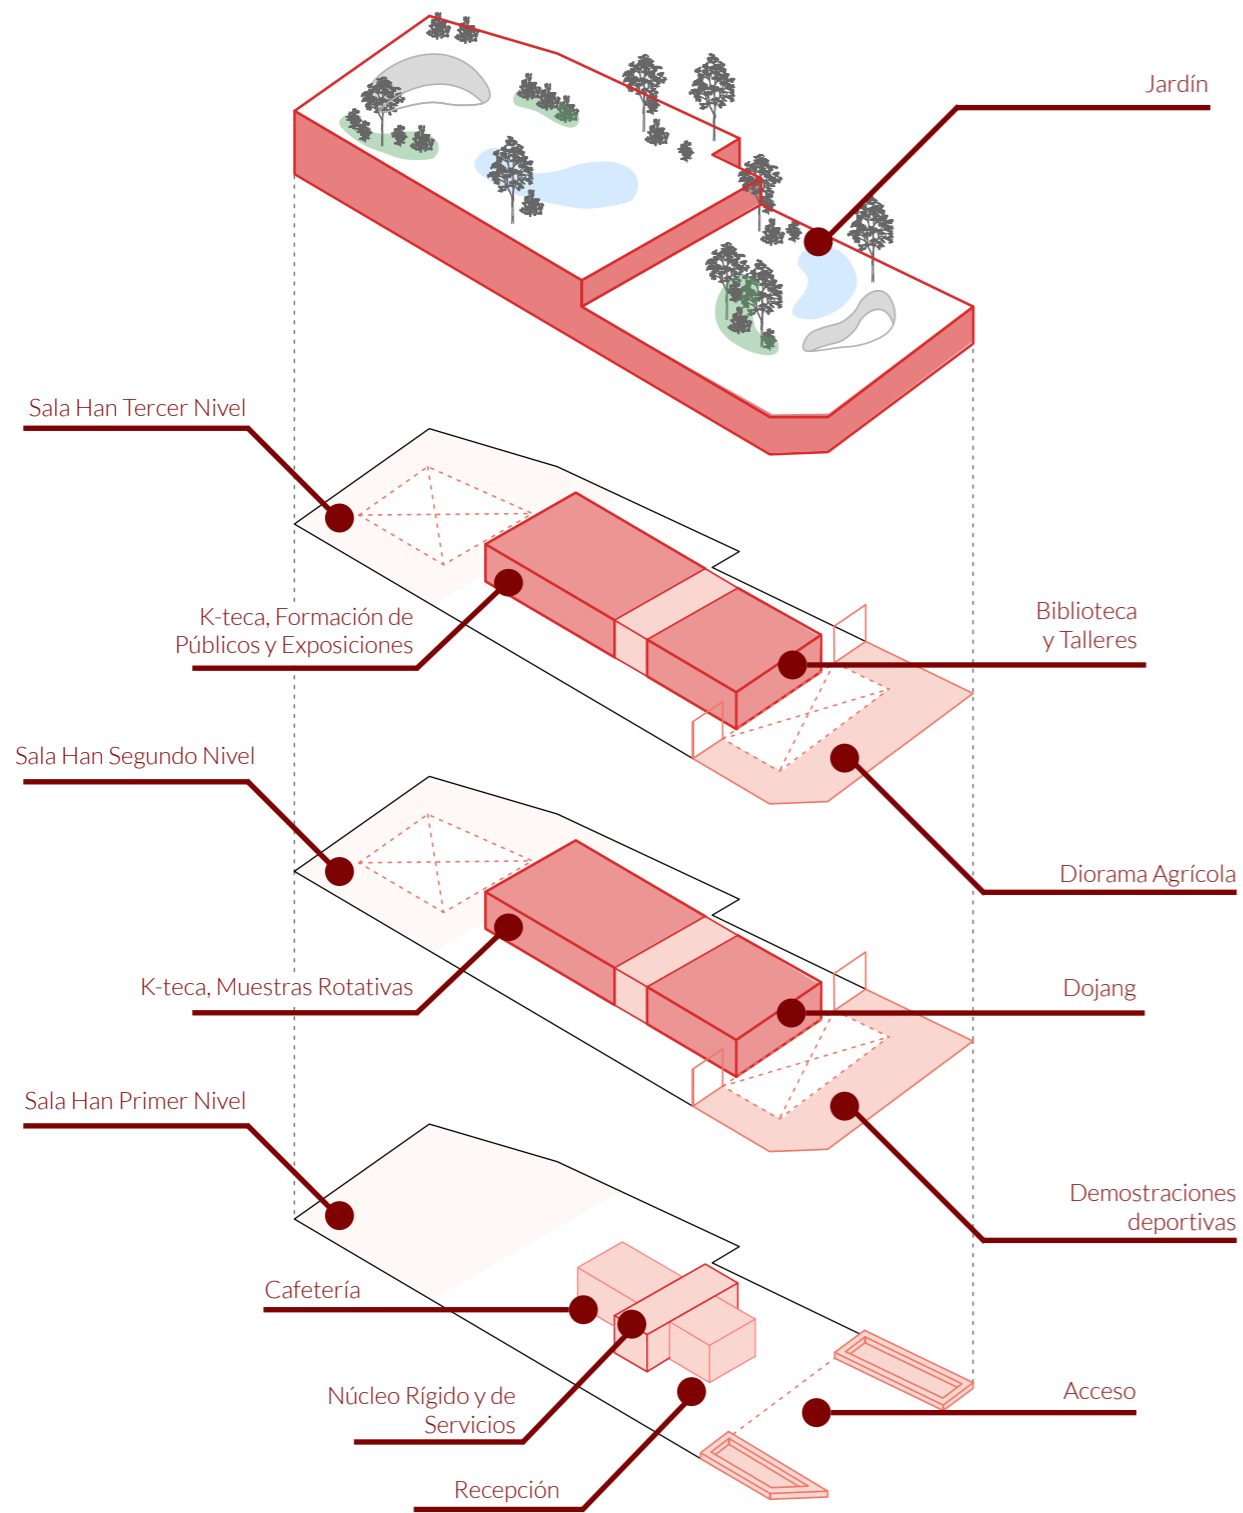 Jardín
Sala Han Tercer Nivel
K-teca, Formación de
Públicos y Exposiciones
Biblioteca
y Talleres
Diorama Agrícola
Sala Han Segundo Nivel
K-teca, Muestras Rotativas
Dojang
Demostraciones
deportivas
Sala Han Primer Nivel
Cafetería
Núcleo Rígido y de
Servicios
Recepción
Acceso